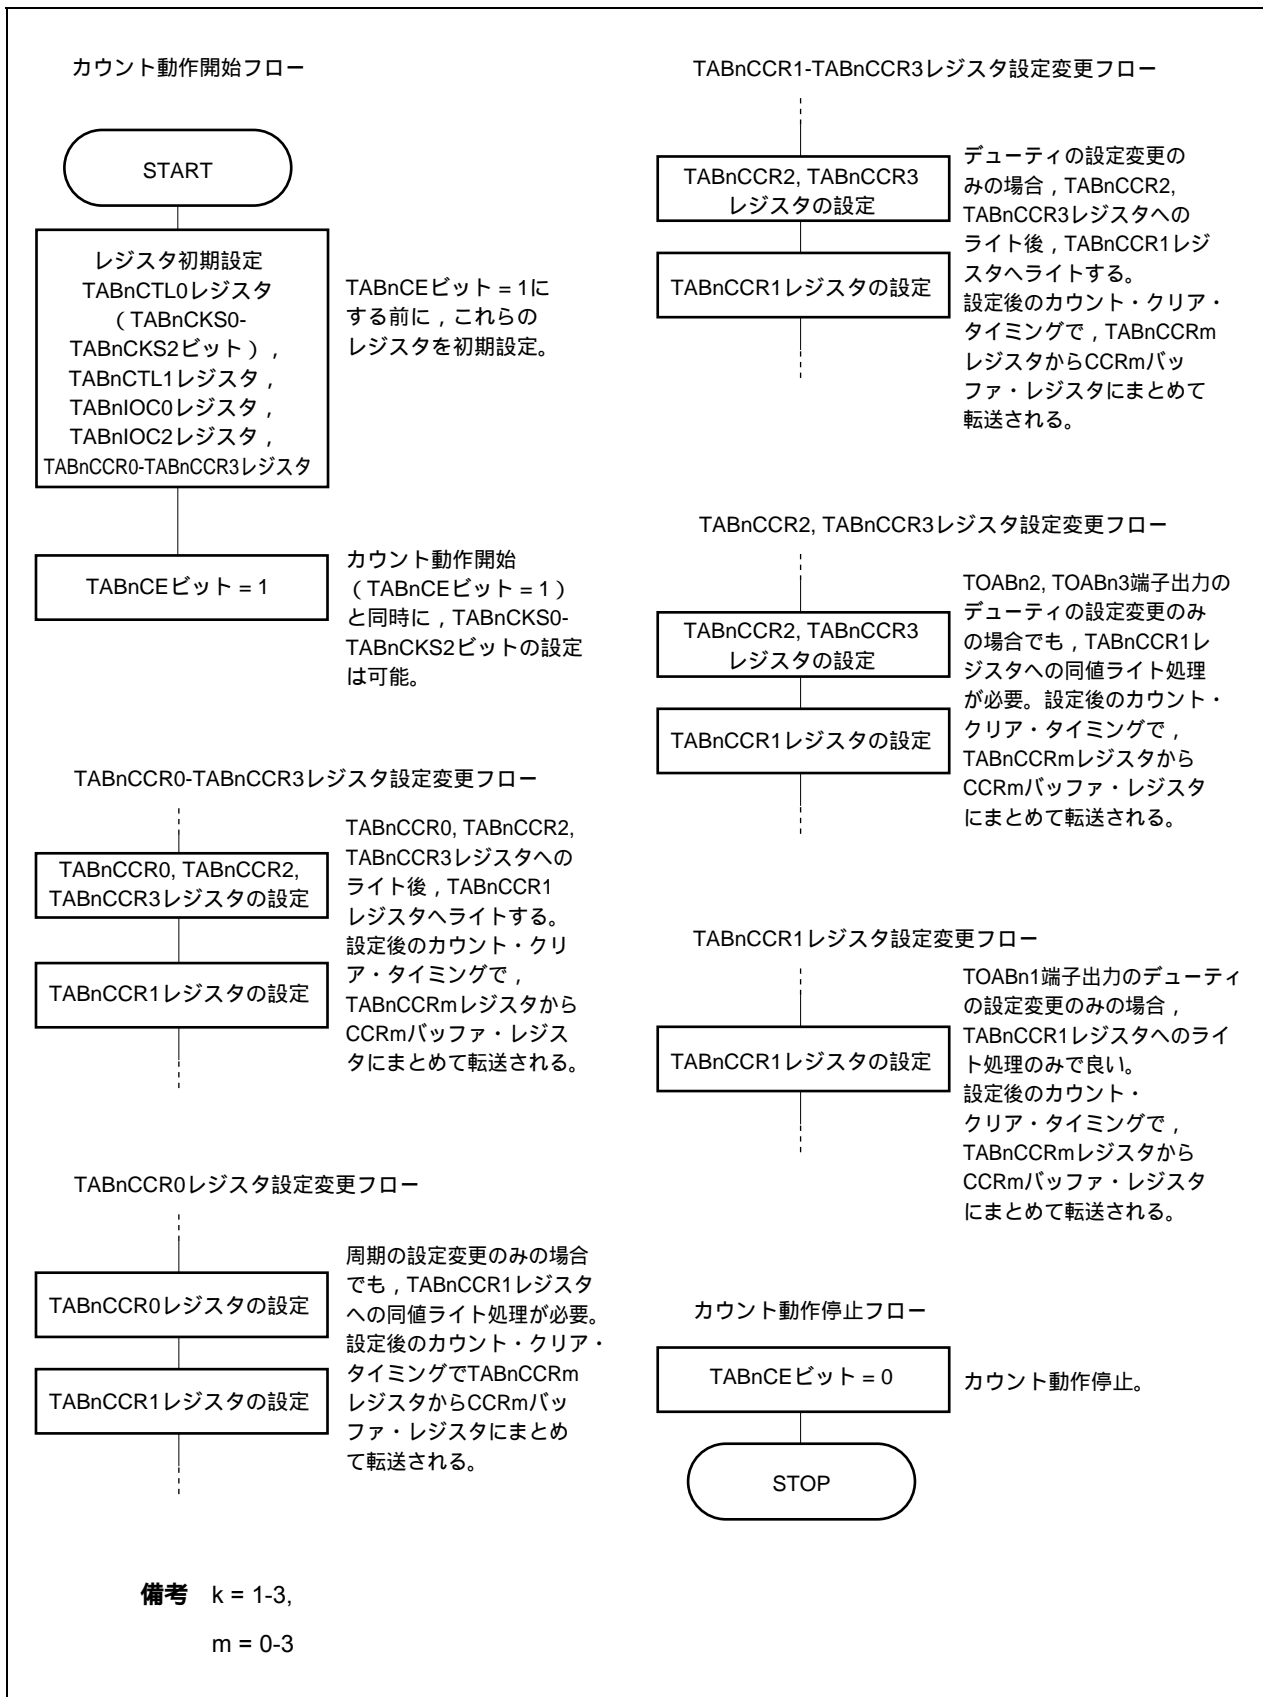 カウント動作開始フロー
START
レジスタ初期設定
TABnCTL0レジスタ
（TABnCKS0-
TABnCKS2ビット），
TABnCTL1レジスタ，
TABnIOC0レジスタ，
TABnIOC2レジスタ，
TABnCCR0-TABnCCR3レジスタ
TABnCEビット = 1に
する前に，これらの
レジスタを初期設定。
TABnCEビット = 1
カウント動作開始
（TABnCEビット = 1）
と同時に，TABnCKS0-
TABnCKS2ビットの設定
は可能。
TABnCCR0-TABnCCR3レジスタ設定変更フロー
TABnCCR0, TABnCCR2,
TABnCCR3レジスタの設定
TABnCCR1レジスタの設定
TABnCCR0, TABnCCR2,
TABnCCR3レジスタへの
ライト後，TABnCCR1
レジスタへライトする。
設定後のカウント・クリ
ア・タイミングで，
TABnCCRmレジスタから
CCRmバッファ・レジス
タにまとめて転送される。
TABnCCR0レジスタ設定変更フロー
TABnCCR0レジスタの設定
TABnCCR1レジスタの設定
周期の設定変更のみの場合
でも，TABnCCR1レジスタ
への同値ライト処理が必要。
設定後のカウント・クリア・
タイミングでTABnCCRm
レジスタからCCRmバッ
ファ・レジスタにまとめ
て転送される。
TABnCCR1-TABnCCR3レジスタ設定変更フロー
TABnCCR2, TABnCCR3
レジスタの設定
TABnCCR1レジスタの設定
デューティの設定変更の
みの場合，TABnCCR2,
TABnCCR3レジスタへの
ライト後，TABnCCR1レジ
スタへライトする。
設定後のカウント・クリア・
タイミングで，TABnCCRm
レジスタからCCRmバッ
ファ・レジスタにまとめて
転送される。
TABnCCR2, TABnCCR3レジスタ設定変更フロー
TABnCCR2, TABnCCR3
レジスタの設定
TABnCCR1レジスタの設定
TOABn2, TOABn3端子出力の
デューティの設定変更のみ
の場合でも，TABnCCR1レ
ジスタへの同値ライト処理
が必要。設定後のカウント・
クリア・タイミングで，
TABnCCRmレジスタから
CCRmバッファ・レジスタ
にまとめて転送される。
TABnCCR1レジスタ設定変更フロー
TABnCCR1レジスタの設定
TOABn1端子出力のデューティ
の設定変更のみの場合，
TABnCCR1レジスタへのライ
ト処理のみで良い。
設定後のカウント・
クリア・タイミングで，
TABnCCRmレジスタから
CCRmバッファ・レジスタ
にまとめて転送される。
カウント動作停止フロー
TABnCEビット = 0
カウント動作停止。
STOP
備考 k = 1-3,
m = 0-3